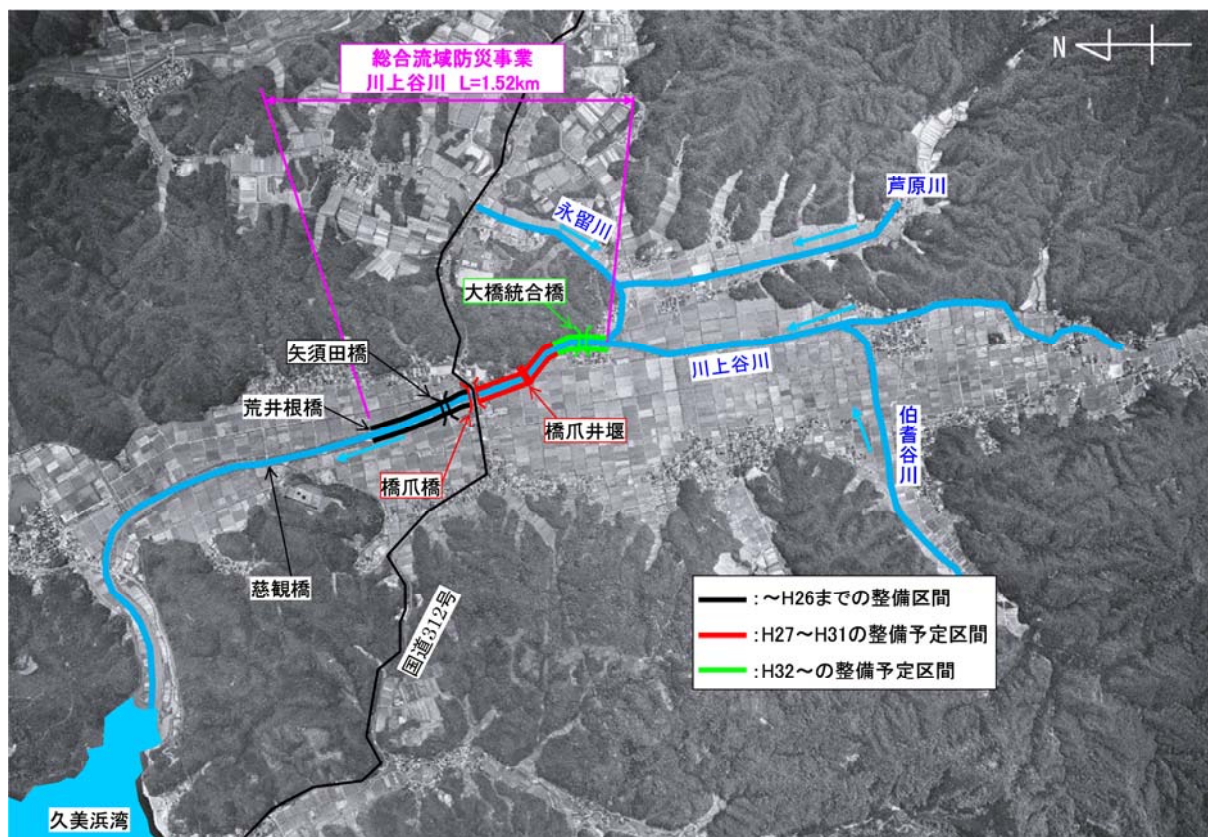 総合流域防災事業
川上谷川 L=1.52km
N
芦原川
永留川
大橋統合橋
矢須田橋
川上谷川
荒井根橋
橋爪井堰
伯耆谷川
橋爪橋
慈観橋
国道312号
:～H26までの整備区間
:H27～H31の整備予定区間
:H32～の整備予定区間
久美浜湾